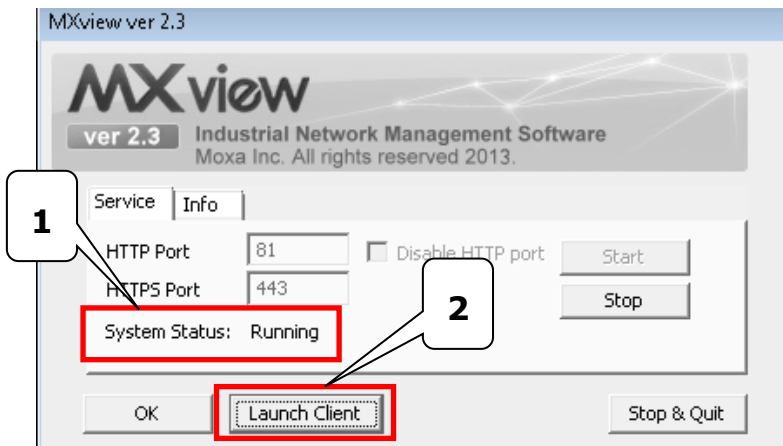 MXview ver 2.3
MXview
ver 2.3 Industrial Network Management Software
Moxa Inc. All rights reserved 2013.
Service Info
1
HTTP Port 81 Disable HTTP port Start
HTTPS Port 443 Stop
2
System Status: Running
OK Launch Client Stop & Quit